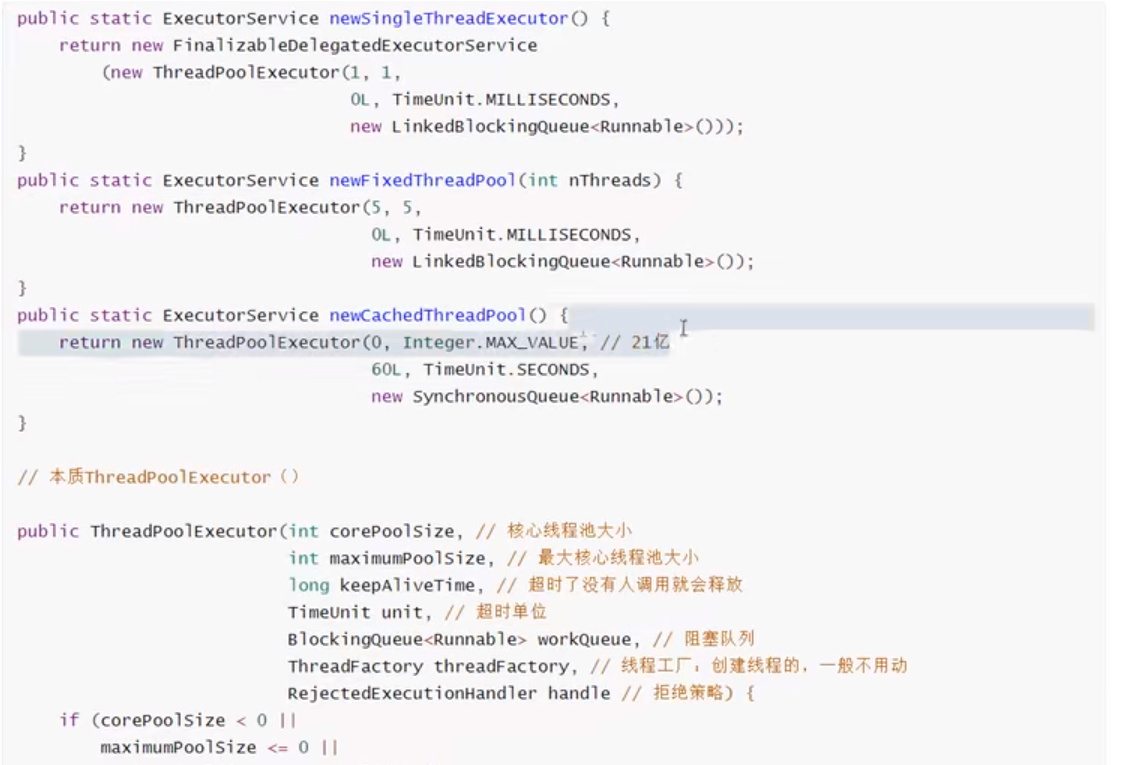 public static ExecutorService newSingleThreadExecutor() {
    return new FinalizableDelegatedExecutorService
        (new ThreadPoolExecutor(1, 1,
                                0L, TimeUnit.MILLISECONDS,
                                new LinkedBlockingQueue<Runnable>()));
}
public static ExecutorService newFixedThreadPool(int nThreads) {
    return new ThreadPoolExecutor(5, 5,
                                  0L, TimeUnit.MILLISECONDS,
                                  new LinkedBlockingQueue<Runnable>());
}
public static ExecutorService newCachedThreadPool() {
    return new ThreadPoolExecutor(0, Integer.MAX_VALUE, // 21亿
                                  60L, TimeUnit.SECONDS,
                                  new SynchronousQueue<Runnable>());
}
// 本质ThreadPoolExecutor（）
public ThreadPoolExecutor(int corePoolSize, // 核心线程池大小
                          int maximumPoolSize, // 最大核心线程池大小
                          long keepAliveTime, // 超时了没有人调用就会释放
                          TimeUnit unit, // 超时单位
                          BlockingQueue<Runnable> workQueue, // 阻塞队列
                          ThreadFactory threadFactory, // 线程工厂：创建线程的，一般不用动
                          RejectedExecutionHandler handle // 拒绝策略) {
    if (corePoolSize < 0 ||
        maximumPoolSize <= 0 ||